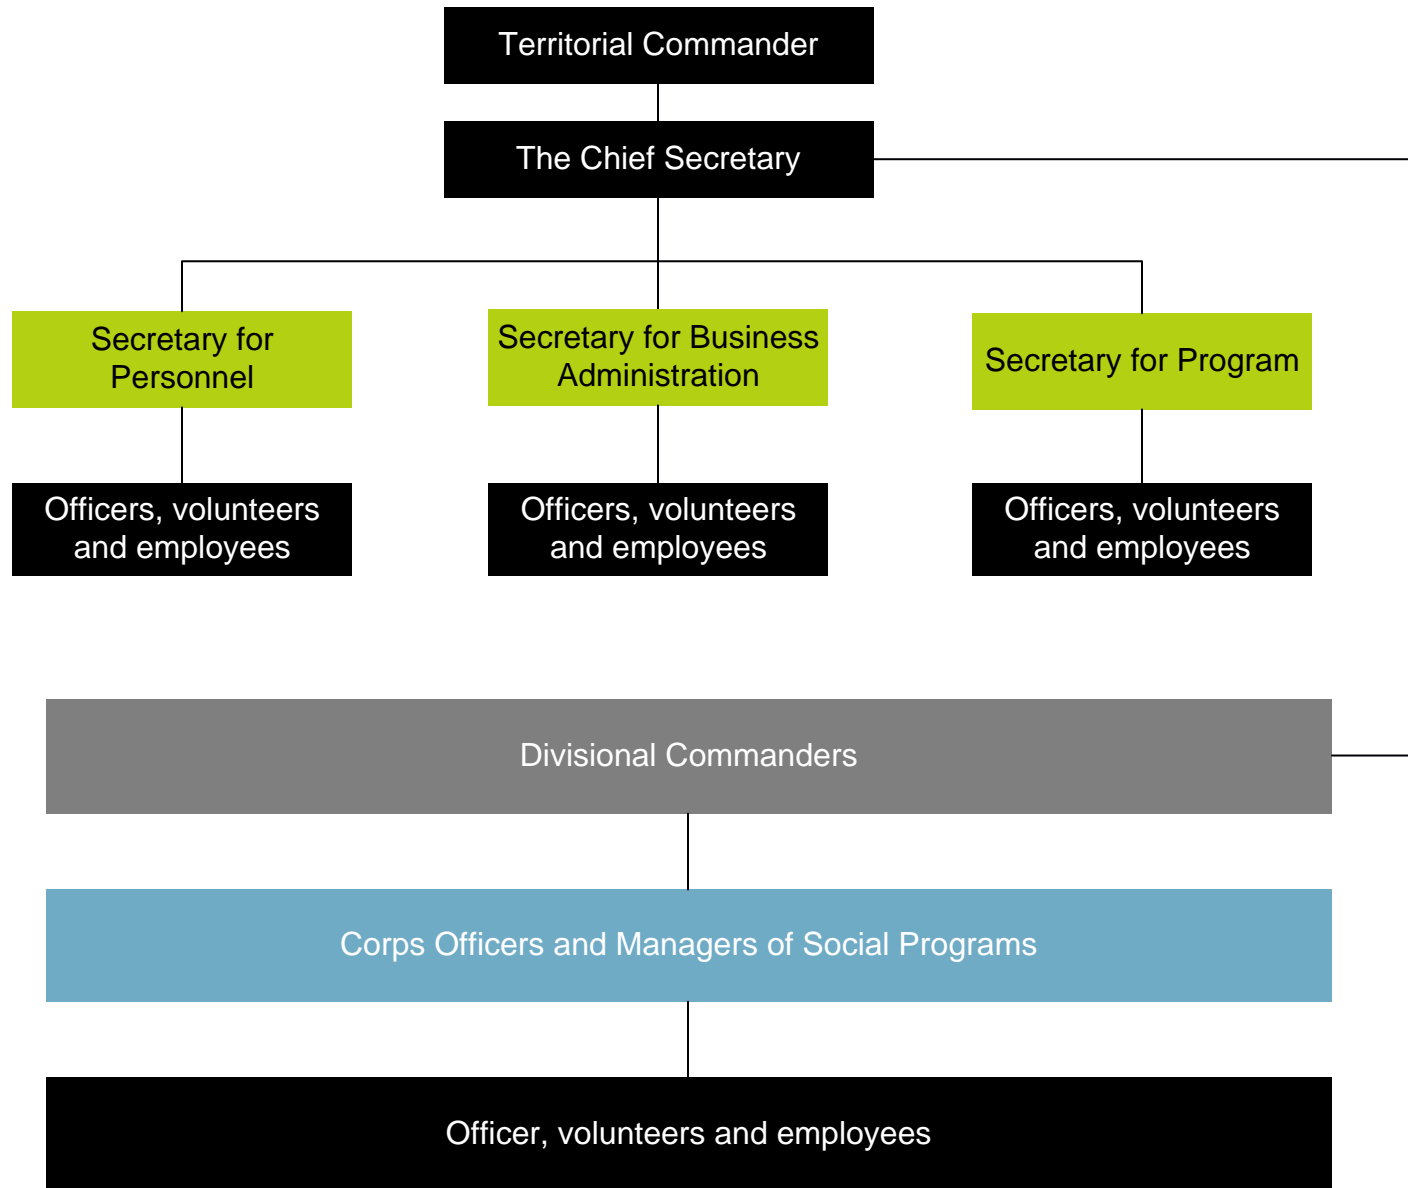 Territorial Commander
The Chief Secretary
Secretary for
Personnel
Secretary for Business
Administration
Secretary for Program
Officers, volunteers
and employees
Officers, volunteers
and employees
Officers, volunteers
and employees
Divisional Commanders
Corps Officers and Managers of Social Programs
Officer, volunteers and employees